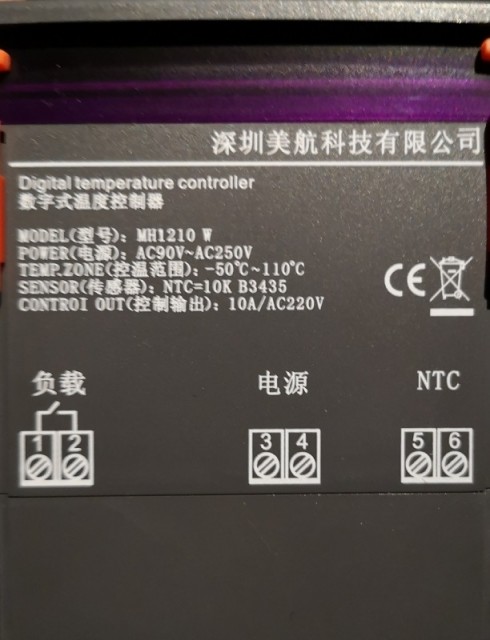 深圳美航科技有限公司
Digital temperature controller
数字式温度控制器
MODEL(型号): MH1210 W
POWER(电源): AC90V~AC250V
TEMP.ZONE(控温范围): -50℃~110℃
SENSOR(传感器): NTC=10K B3435
CONTROI OUT(控制输出): 10A/AC220V
CE
负载 电源 NTC
1 2 3 4 5 6